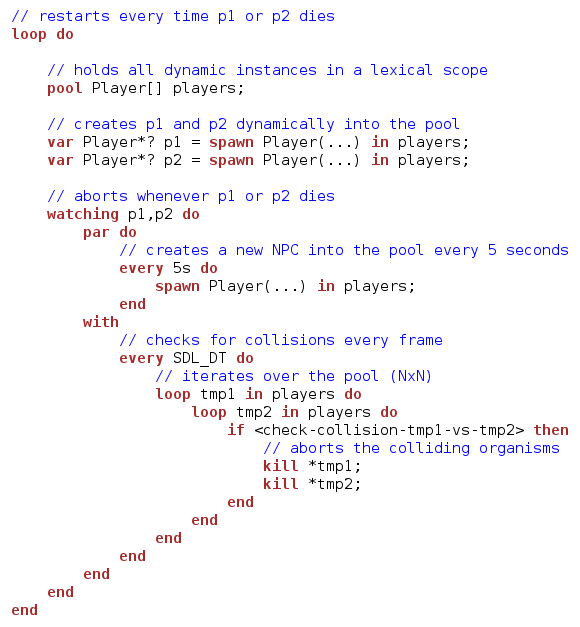 // restarts every time p1 or p2 dies
loop do
// holds all dynamic instances in a lexical scope
pool Player[] players;
// creates p1 and p2 dynamically into the pool
var Player*? p1 = spawn Player(...) in players;
var Player*? p2 = spawn Player(...) in players;
// aborts whenever p1 or p2 dies
watching p1,p2 do
par do
// creates a new NPC into the pool every 5 seconds
every 5s do
spawn Player(...) in players;
end
with
// checks for collisions every frame
every SDL_DT do
// iterates over the pool (NxN)
loop tmp1 in players do
loop tmp2 in players do
if <check-collision-tmp1-vs-tmp2> then
// aborts the colliding organisms
kill *tmp1;
kill *tmp2;
end
end
end
end
end
end
end